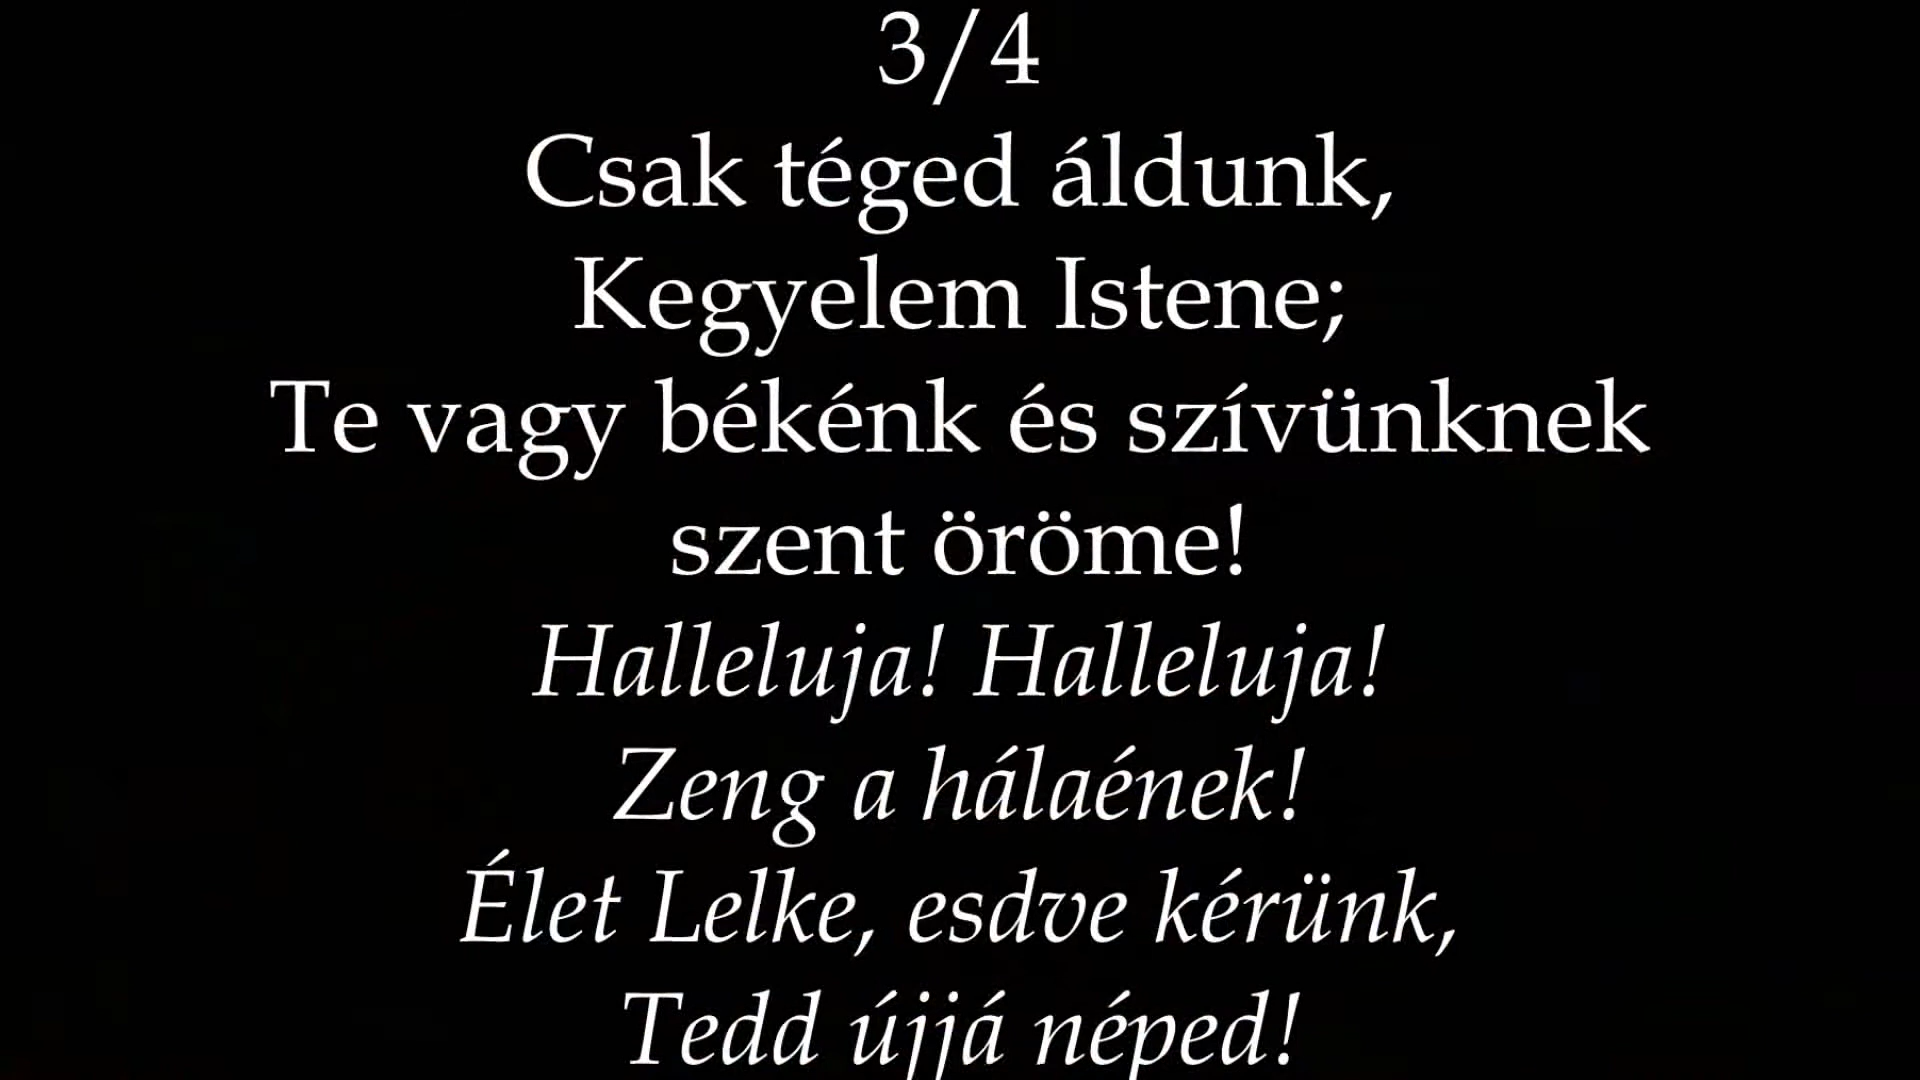 3/4
Csak téged áldunk,
Kegyelem Istene;
Te vagy békénk és szívünknek
szent öröme!
Halleluja! Halleluja!
Zeng a hálaének!
Élet Lelke, esdve kérünk,
Tedd újjá néped!